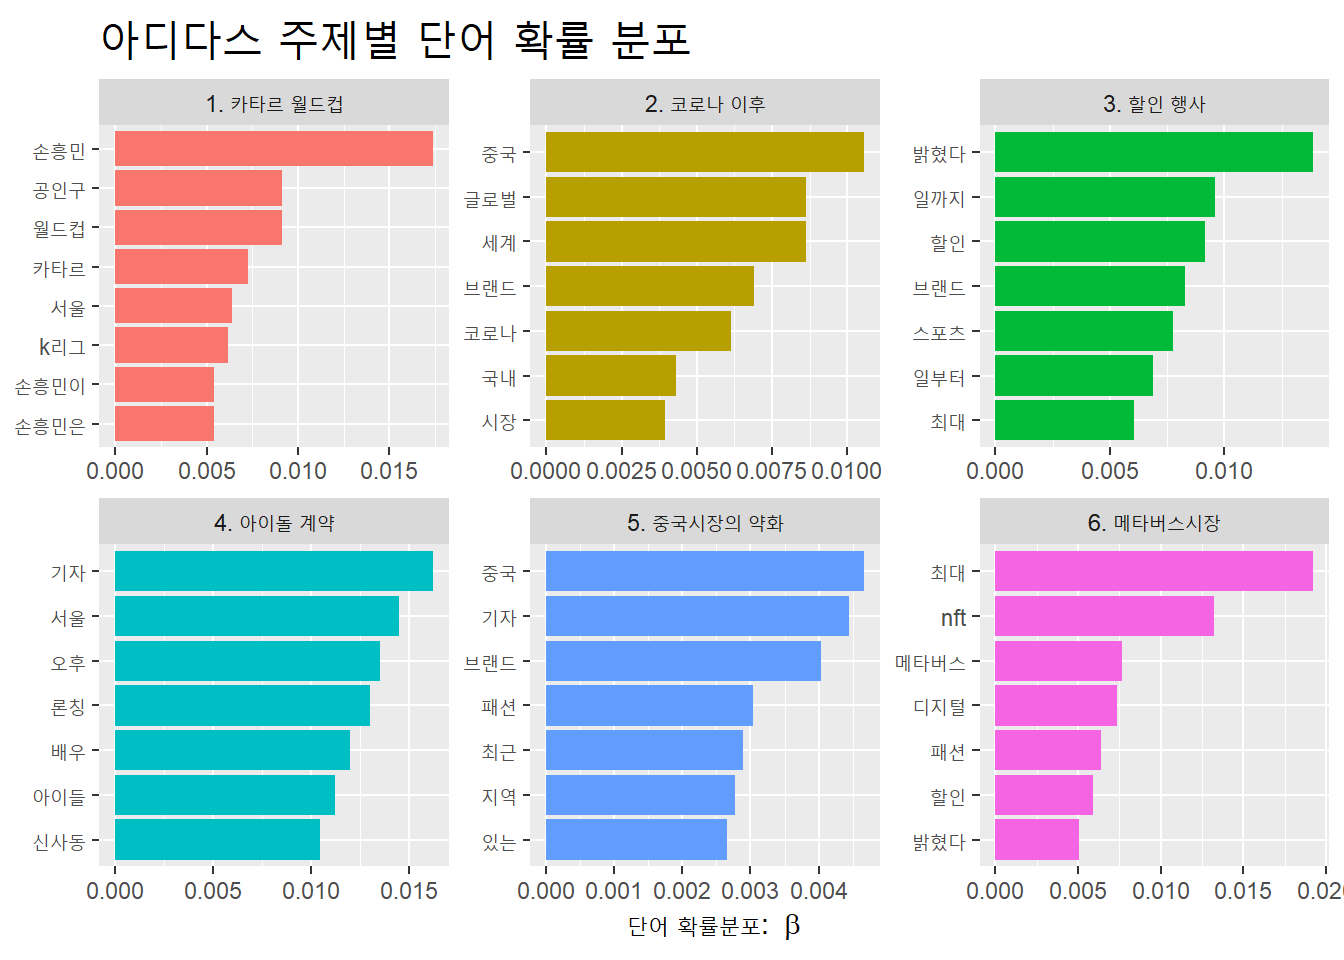 아디다스 주제별 단어 확률 분포
1. 카타르 월드컵
손흥민
공인구
월드컵
카타르
서울
k리그
손흥민이
손흥민은
0.000 0.005 0.010 0.015
2. 코로나 이후
중국
글로벌
세계
브랜드
코로나
국내
시장
0.0000 0.0025 0.0050 0.0075 0.0100
3. 할인 행사
밝혔다
일까지
할인
브랜드
스포츠
일부터
최대
0.000 0.005 0.010
4. 아이돌 계약
기자
서울
오후
론칭
배우
아이들
신사동
0.000 0.005 0.010 0.015
5. 중국시장의 약화
중국
기자
브랜드
패션
최근
지역
있는
0.000 0.001 0.002 0.003 0.004
6. 메타버스시장
최대
nft
메타버스
디지털
패션
할인
밝혔다
0.000 0.005 0.010 0.015 0.020
단어 확률분포: β